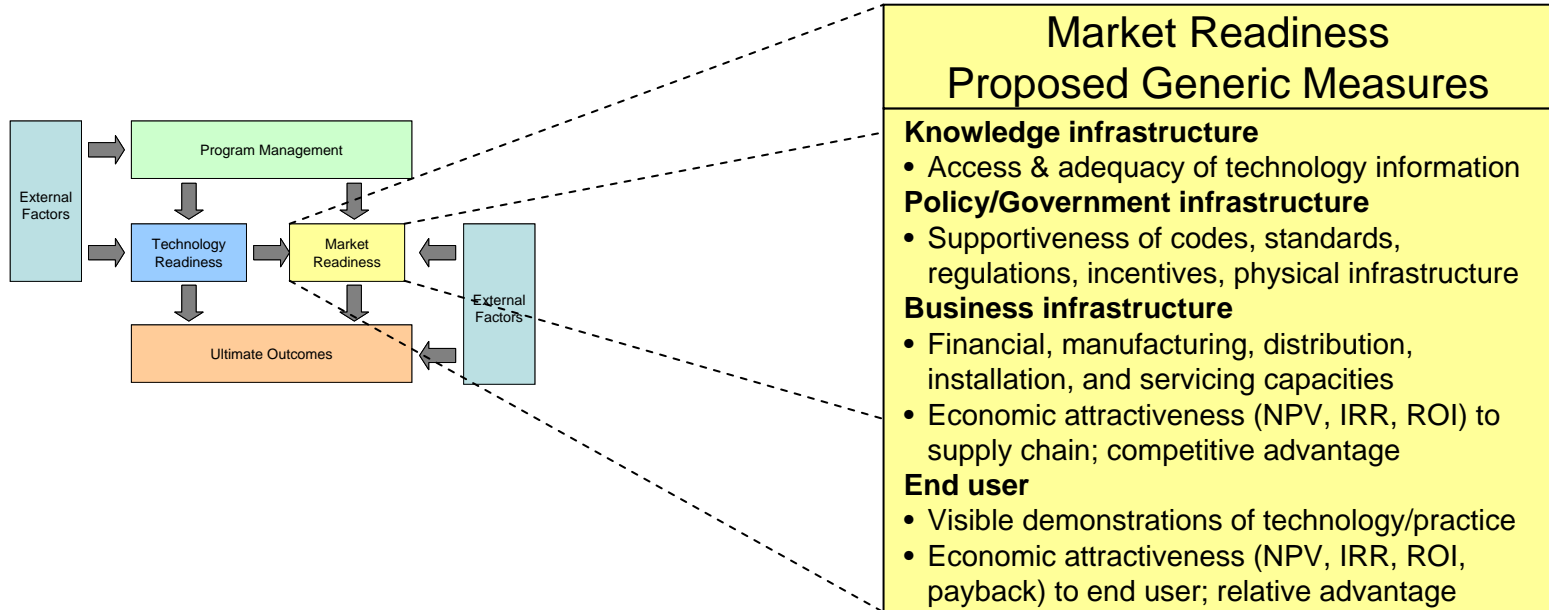 Program Management
External
Factors
Technology
Readiness
Market
Readiness
External
Factors
Ultimate Outcomes
Market Readiness
Proposed Generic Measures
Knowledge infrastructure
• Access & adequacy of technology information
Policy/Government infrastructure
• Supportiveness of codes, standards,
regulations, incentives, physical infrastructure
Business infrastructure
• Financial, manufacturing, distribution,
installation, and servicing capacities
• Economic attractiveness (NPV, IRR, ROI) to
supply chain; competitive advantage
End user
• Visible demonstrations of technology/practice
• Economic attractiveness (NPV, IRR, ROI,
payback) to end user; relative advantage